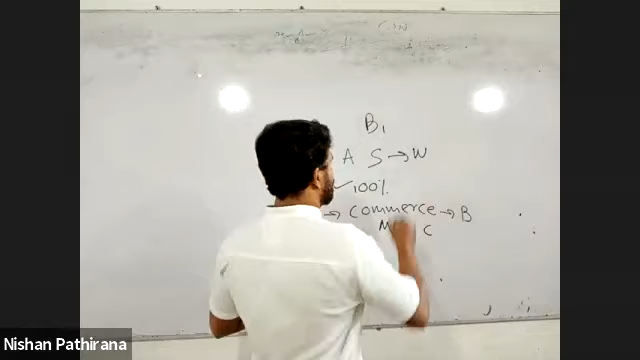 B1
A S → W
✓ 100%
→ commerce → B
M C
Nishan Pathirana